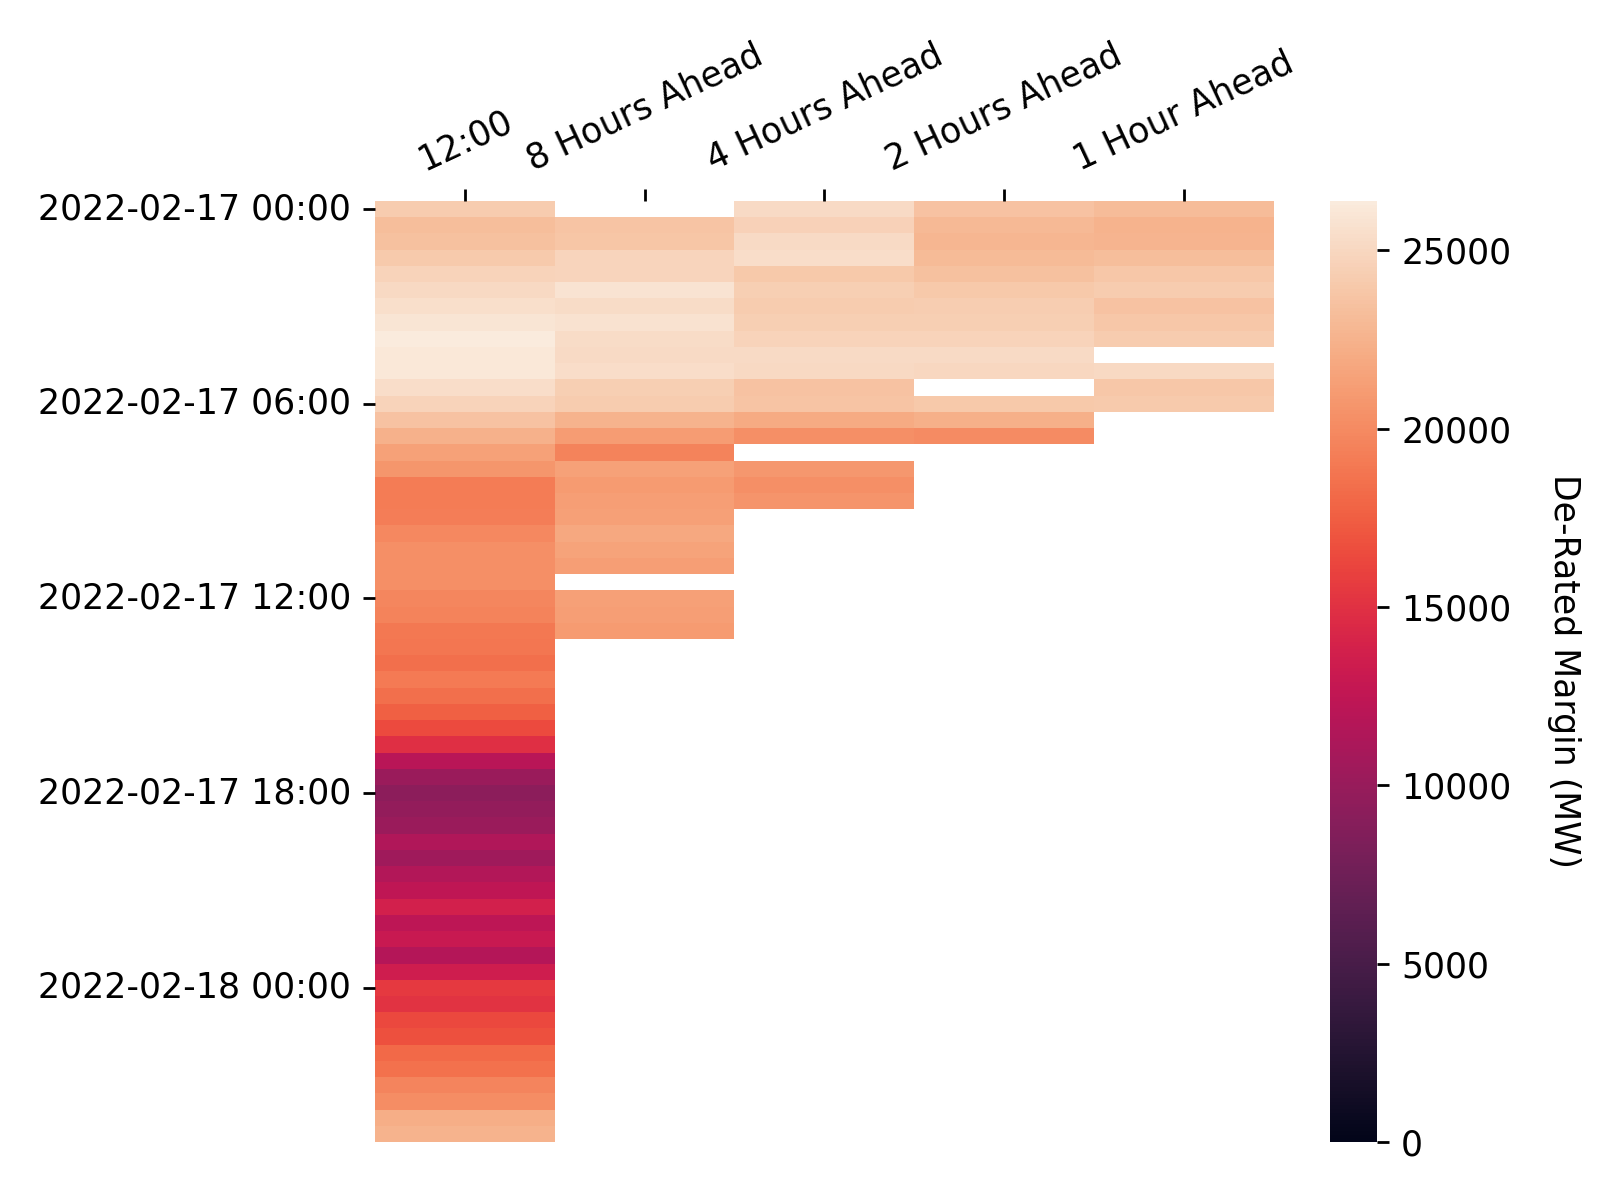 12:00
8 Hours Ahead
4 Hours Ahead
2 Hours Ahead
1 Hour Ahead
2022-02-17 00:00
2022-02-17 06:00
2022-02-17 12:00
2022-02-17 18:00
2022-02-18 00:00
25000
20000
15000
10000
5000
0
De-Rated Margin (MW)